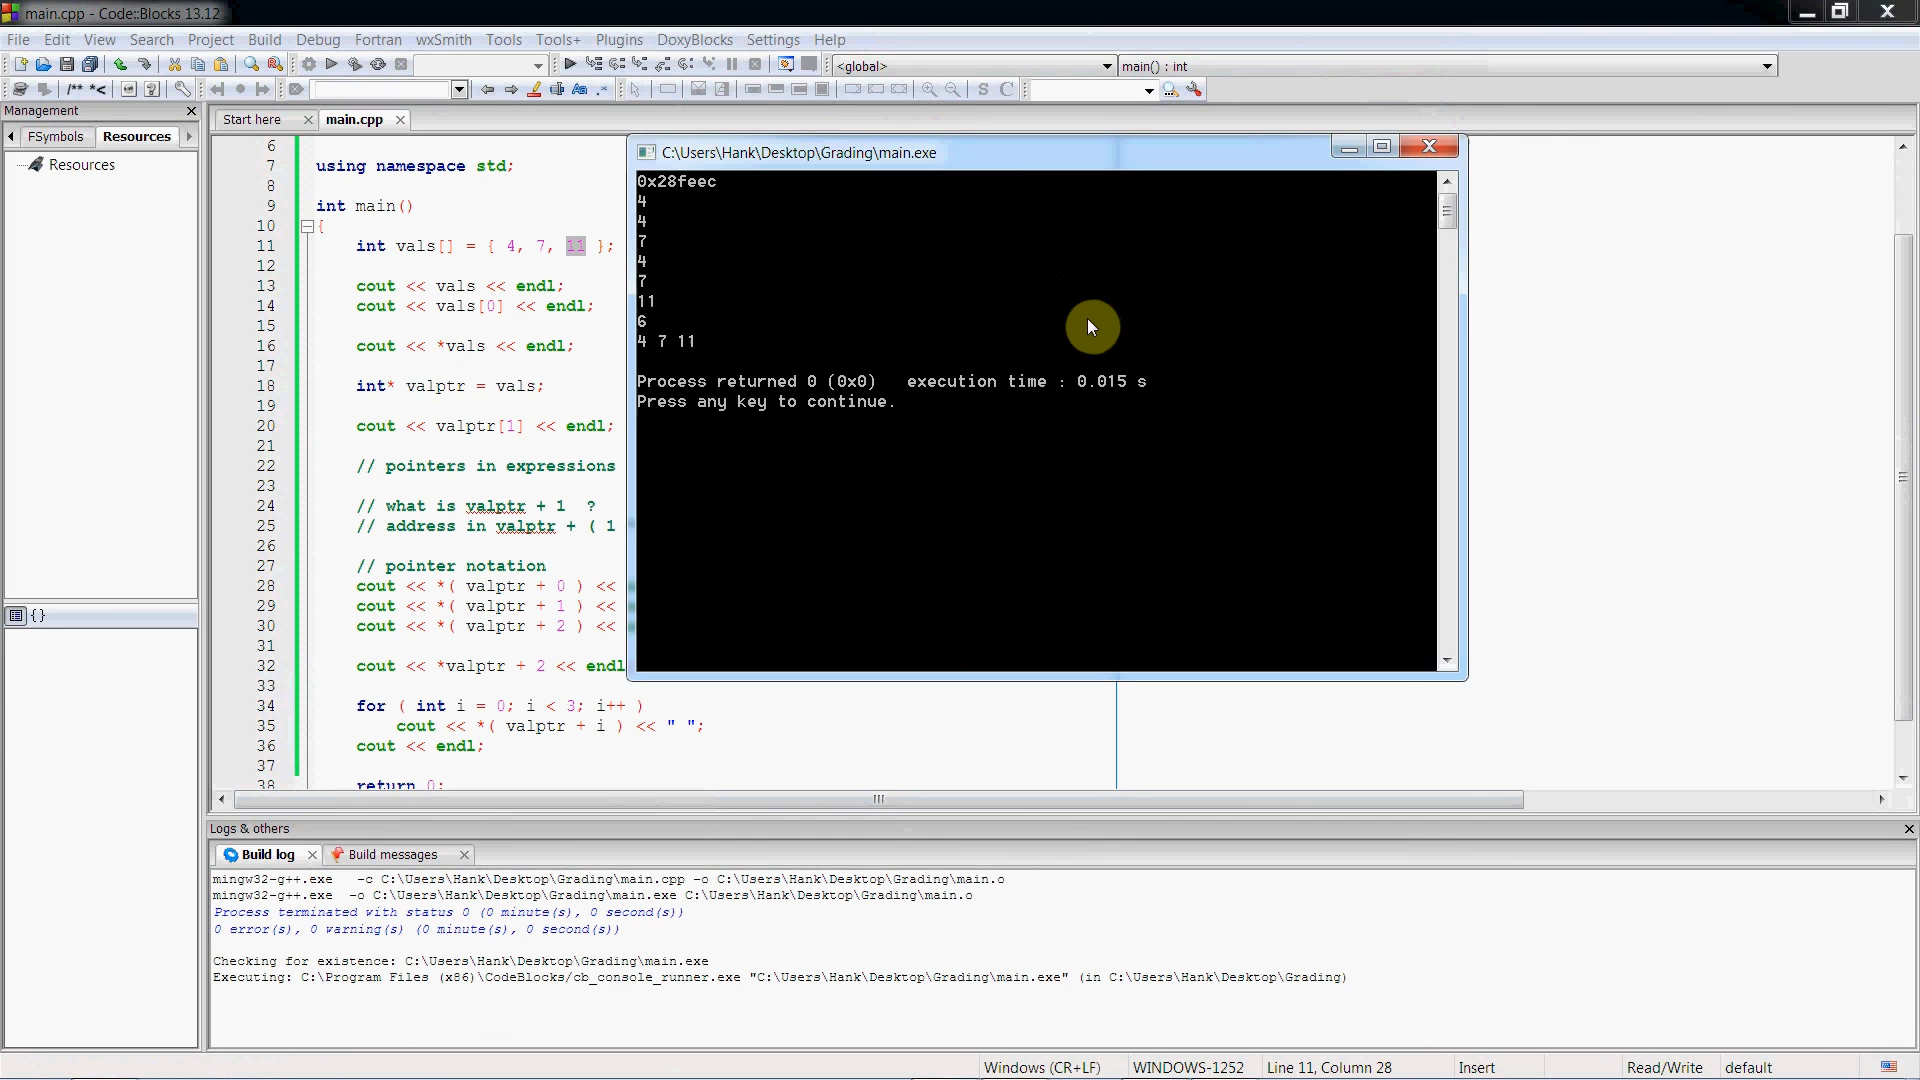 main.cpp - Code::Blocks 13.12
File Edit View Search Project Build Debug Fortran wxSmith Tools Tools+ Plugins DoxyBlocks Settings Help
<global> main() : int
/** *<
Management
Start here main.cpp
FSymbols Resources
Resources
6
7 using namespace std;
8
9 int main()
10 {
11 int vals[] = { 4, 7, 11 };
12
13 cout << vals << endl;
14 cout << vals[0] << endl;
15
16 cout << *vals << endl;
17
18 int* valptr = vals;
19
20 cout << valptr[1] << endl;
21
22 // pointers in expressions
23
24 // what is valptr + 1 ?
25 // address in valptr + ( 1
26
27 // pointer notation
28 cout << *( valptr + 0 ) <<
29 cout << *( valptr + 1 ) <<
30 cout << *( valptr + 2 ) <<
31
32 cout << *valptr + 2 << endl
33
34 for ( int i = 0; i < 3; i++ )
35 cout << *( valptr + i ) << " ";
36 cout << endl;
37
38 return 0;
C:\Users\Hank\Desktop\Grading\main.exe
0x28feec
4
4
7
4
7
11
6
4 7 11
Process returned 0 (0x0) execution time : 0.015 s
Press any key to continue.
{}
Logs & others
Build log Build messages
mingw32-g++.exe -c C:\Users\Hank\Desktop\Grading\main.cpp -o C:\Users\Hank\Desktop\Grading\main.o
mingw32-g++.exe -o C:\Users\Hank\Desktop\Grading\main.exe C:\Users\Hank\Desktop\Grading\main.o
Process terminated with status 0 (0 minute(s), 0 second(s))
0 error(s), 0 warning(s) (0 minute(s), 0 second(s))
Checking for existence: C:\Users\Hank\Desktop\Grading\main.exe
Executing: C:\Program Files (x86)\CodeBlocks/cb_console_runner.exe "C:\Users\Hank\Desktop\Grading\main.exe" (in C:\Users\Hank\Desktop\Grading)
Windows (CR+LF) WINDOWS-1252 Line 11, Column 28 Insert Read/Write default